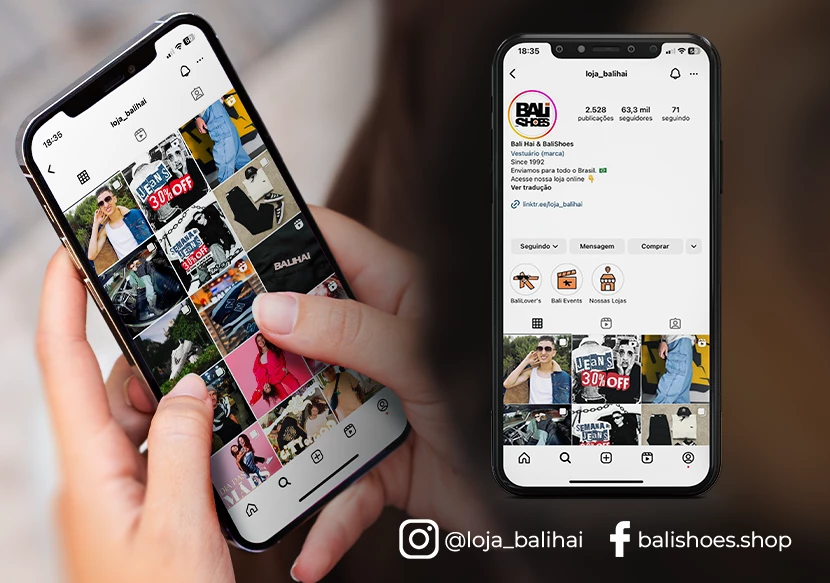 18:35
loja_balihai
JEANS
30%OFF
SEMANA
JEANS
BALIHAI
MÃES
18:35
loja_balihai
BALI
SHOES
2.528
publicações
63,3 mil
seguidores
71
seguindo
Bali Hai & BaliShoes
Vestuário (marca)
Since 1992
Enviamos para todo o Brasil.
Acesse nossa loja online
Ver tradução
linktr.ee/loja_balihai
Seguindo
Mensagem
Comprar
BaliLover's
Bali Events
Nossas Lojas
JEANS
30%OFF
SEMANA
JEANS
@loja_balihai
balishoes.shop